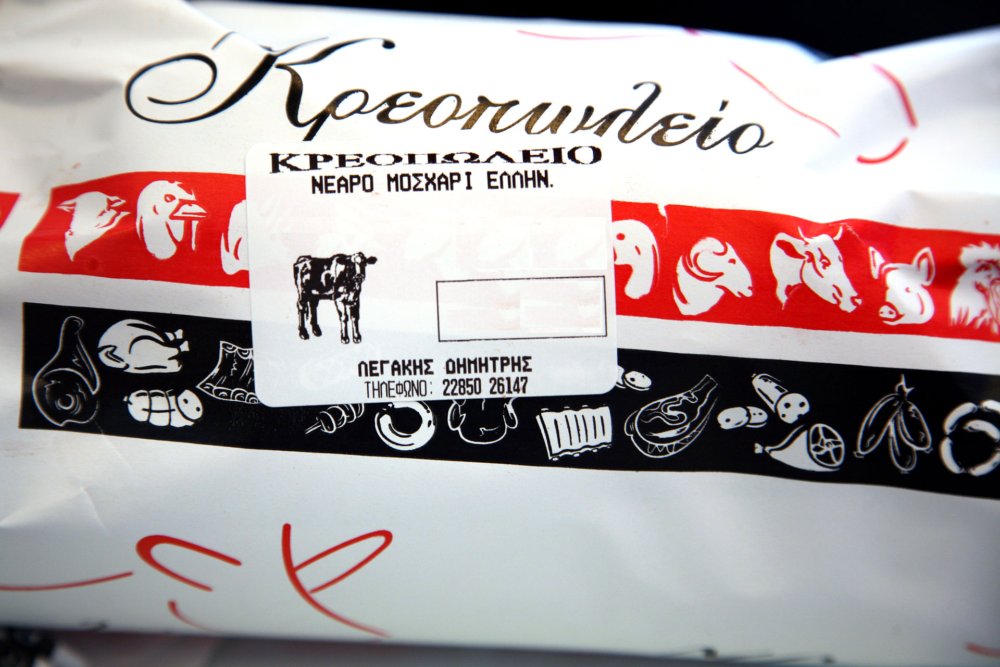 Κρεοπωλείο
ΚΡΕΟΠΩΛΕΙΟ
ΝΕΑΡΟ ΜΟΣΧΑΡΙ ΕΛΛΗΝ.
ΛΕΓΑΚΗΣ ΔΗΜΗΤΡΗΣ
ΤΗΛΕΦΩΝΟ: 22850 26147